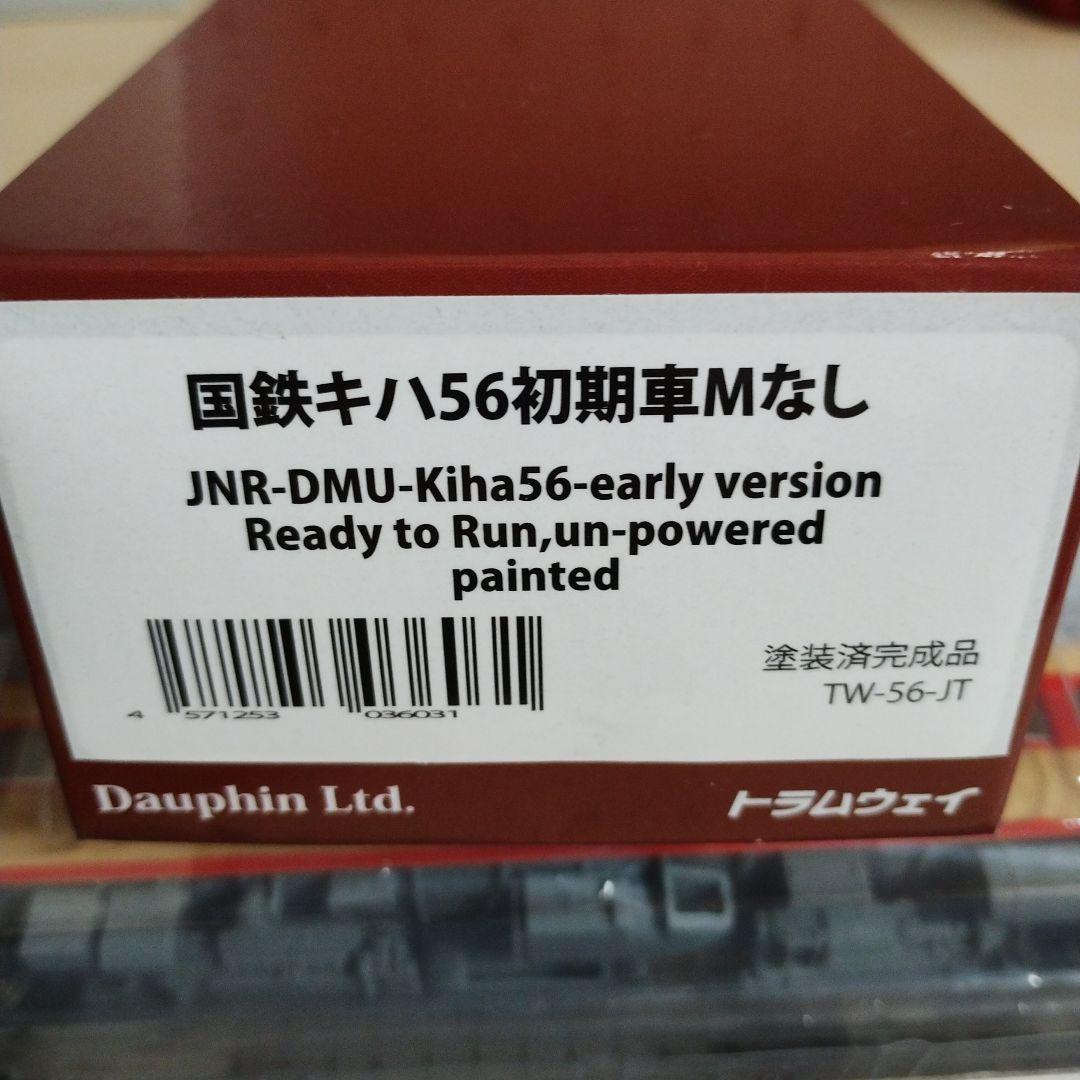 国鉄キハ56初期車Mなし
JNR-DMU-Kiha56-early version
Ready to Run,un-powered
painted
塗装済完成品
TW-56-JT
4 571253 036031
Dauphin Ltd.
トラムウェイ